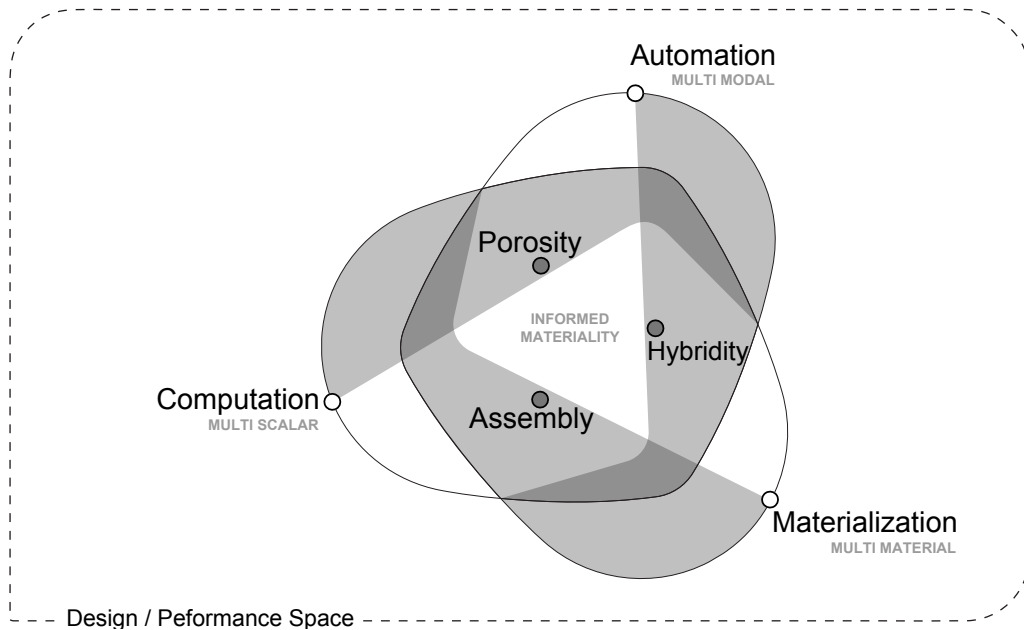 Automation
MULTI MODAL
Porosity
INFORMED
MATERIALITY
Hybridity
Computation
MULTI SCALAR
Assembly
Materialization
MULTI MATERIAL
Design / Peformance Space